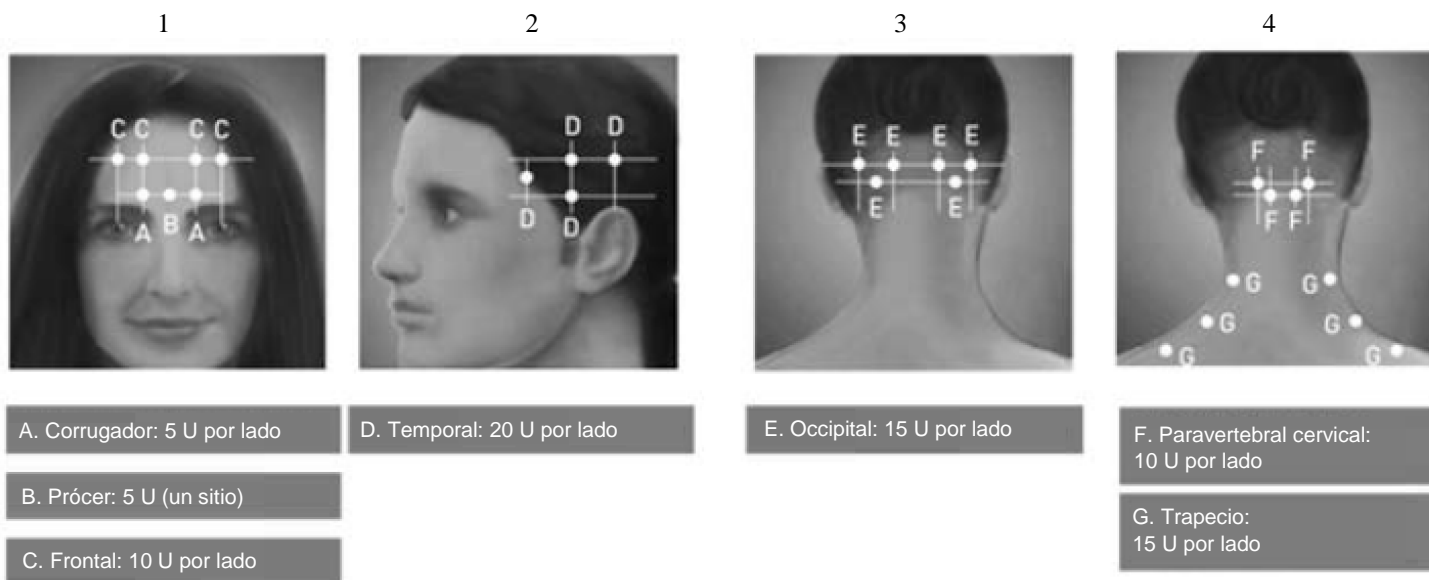 1 2 3 4
C C C C
A B A
D D
D D
E E E E
E E
F F
F F
G G
G G
G G
A. Corrugador: 5 U por lado
B. Prócer: 5 U (un sitio)
C. Frontal: 10 U por lado
D. Temporal: 20 U por lado
E. Occipital: 15 U por lado
F. Paravertebral cervical:
10 U por lado
G. Trapecio:
15 U por lado